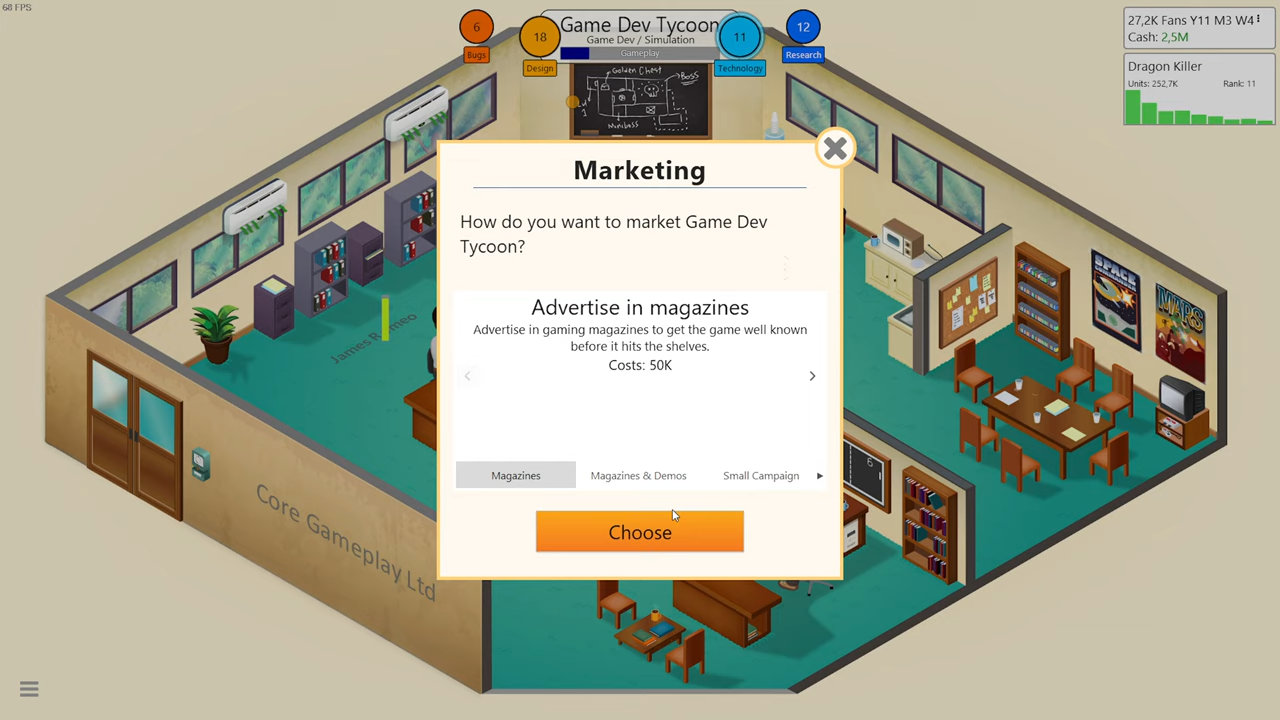 68 FPS
6
Bugs
18
Design
Game Dev Tycoon
Game Dev / Simulation
Gameplay
11
Technology
12
Research
27,2K Fans Y11 M3 W4
Cash: 2,5M
Dragon Killer
Units: 252,7K Rank: 11
Golden Chest
BOSS
Miniboss
Marketing
How do you want to market Game Dev
Tycoon?
Advertise in magazines
Advertise in gaming magazines to get the game well known
before it hits the shelves.
Costs: 50K
Magazines Magazines & Demos Small Campaign
Choose
Core Gameplay Ltd
SPACE
MARS
6